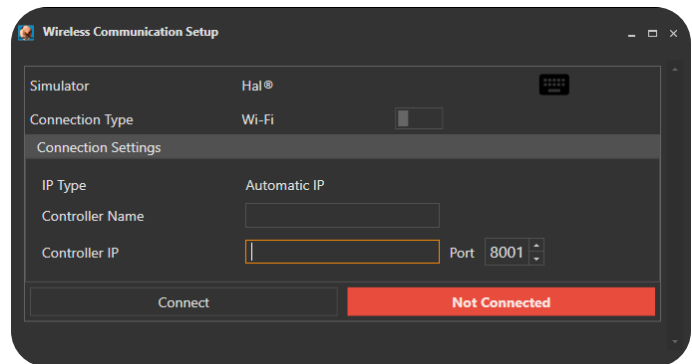 Wireless Communication Setup
Simulator Hal®
Connection Type Wi-Fi
Connection Settings
IP Type Automatic IP
Controller Name
Controller IP Port 8001
Connect Not Connected